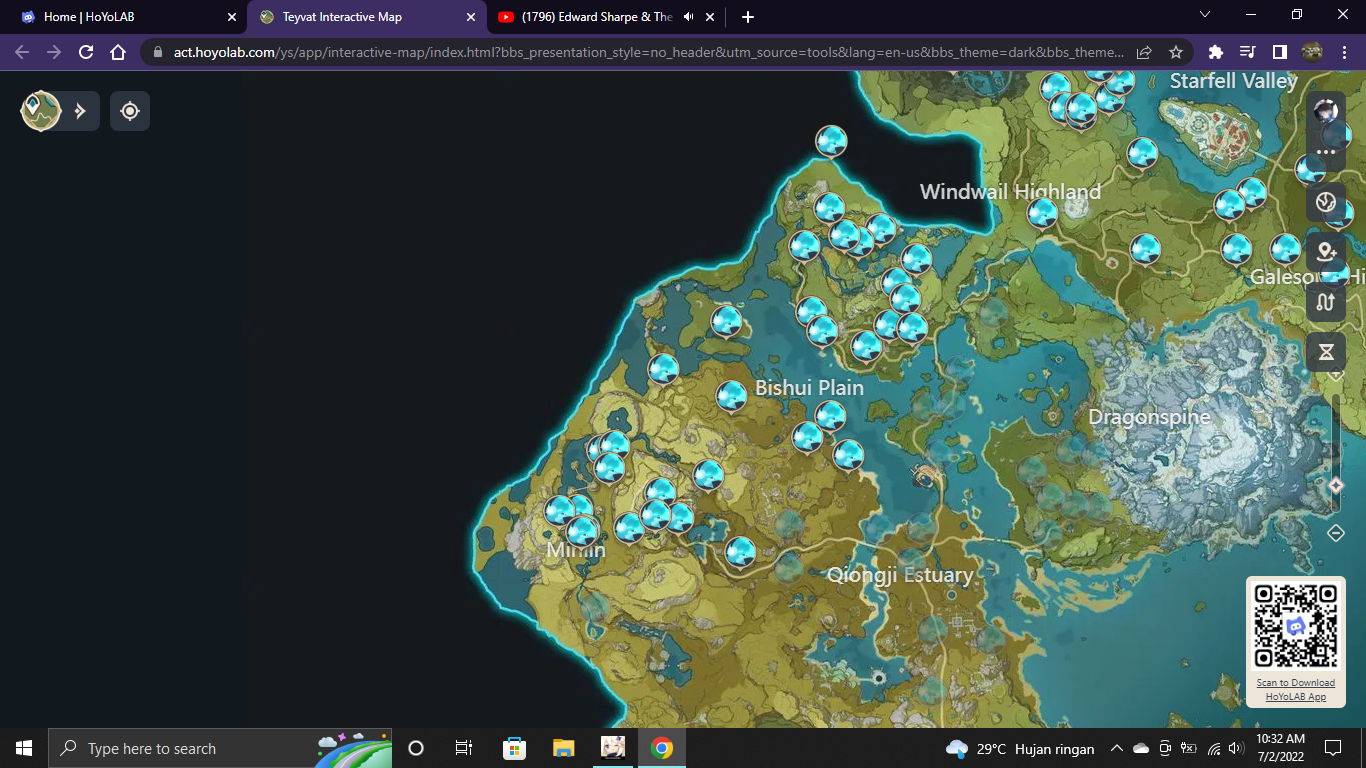 Home | HoYoLAB
Teyvat Interactive Map
(1796) Edward Sharpe & The
act.hoyolab.com/ys/app/interactive-map/index.html?bbs_presentation_style=no_header&utm_source=tools&lang=en-us&bbs_theme=dark&bbs_theme...
Starfell Valley
Windwail Highland
Galesong Hi
Bishui Plain
Dragonspine
Minlin
Qiongji Estuary
Scan to Download
HoYoLAB App
Type here to search
29°C Hujan ringan
10:32 AM
7/2/2022